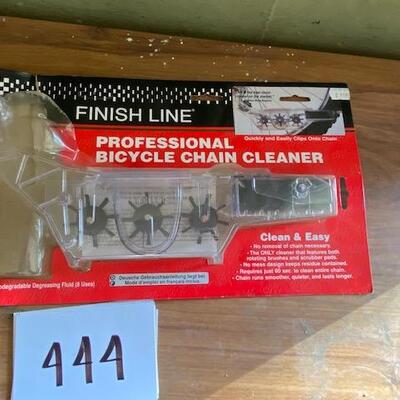 FINISH LINE
PROFESSIONAL
BICYCLE CHAIN CLEANER
Quickly and Easily Clips Onto Chain.
Clean & Easy
- No removal of chain necessary.
- The ONLY cleaner that features both
rotating brushes and scrubber pads.
- No mess design keeps residue contained.
- Requires just 60 sec. to clean entire chain.
- Chain runs smoother, quieter, and lasts longer.
Deutsche Gebrauchsanleitung liegt bei
Mode d'emploi en français inclus.
Degreasing Fluid (8 Uses)
444